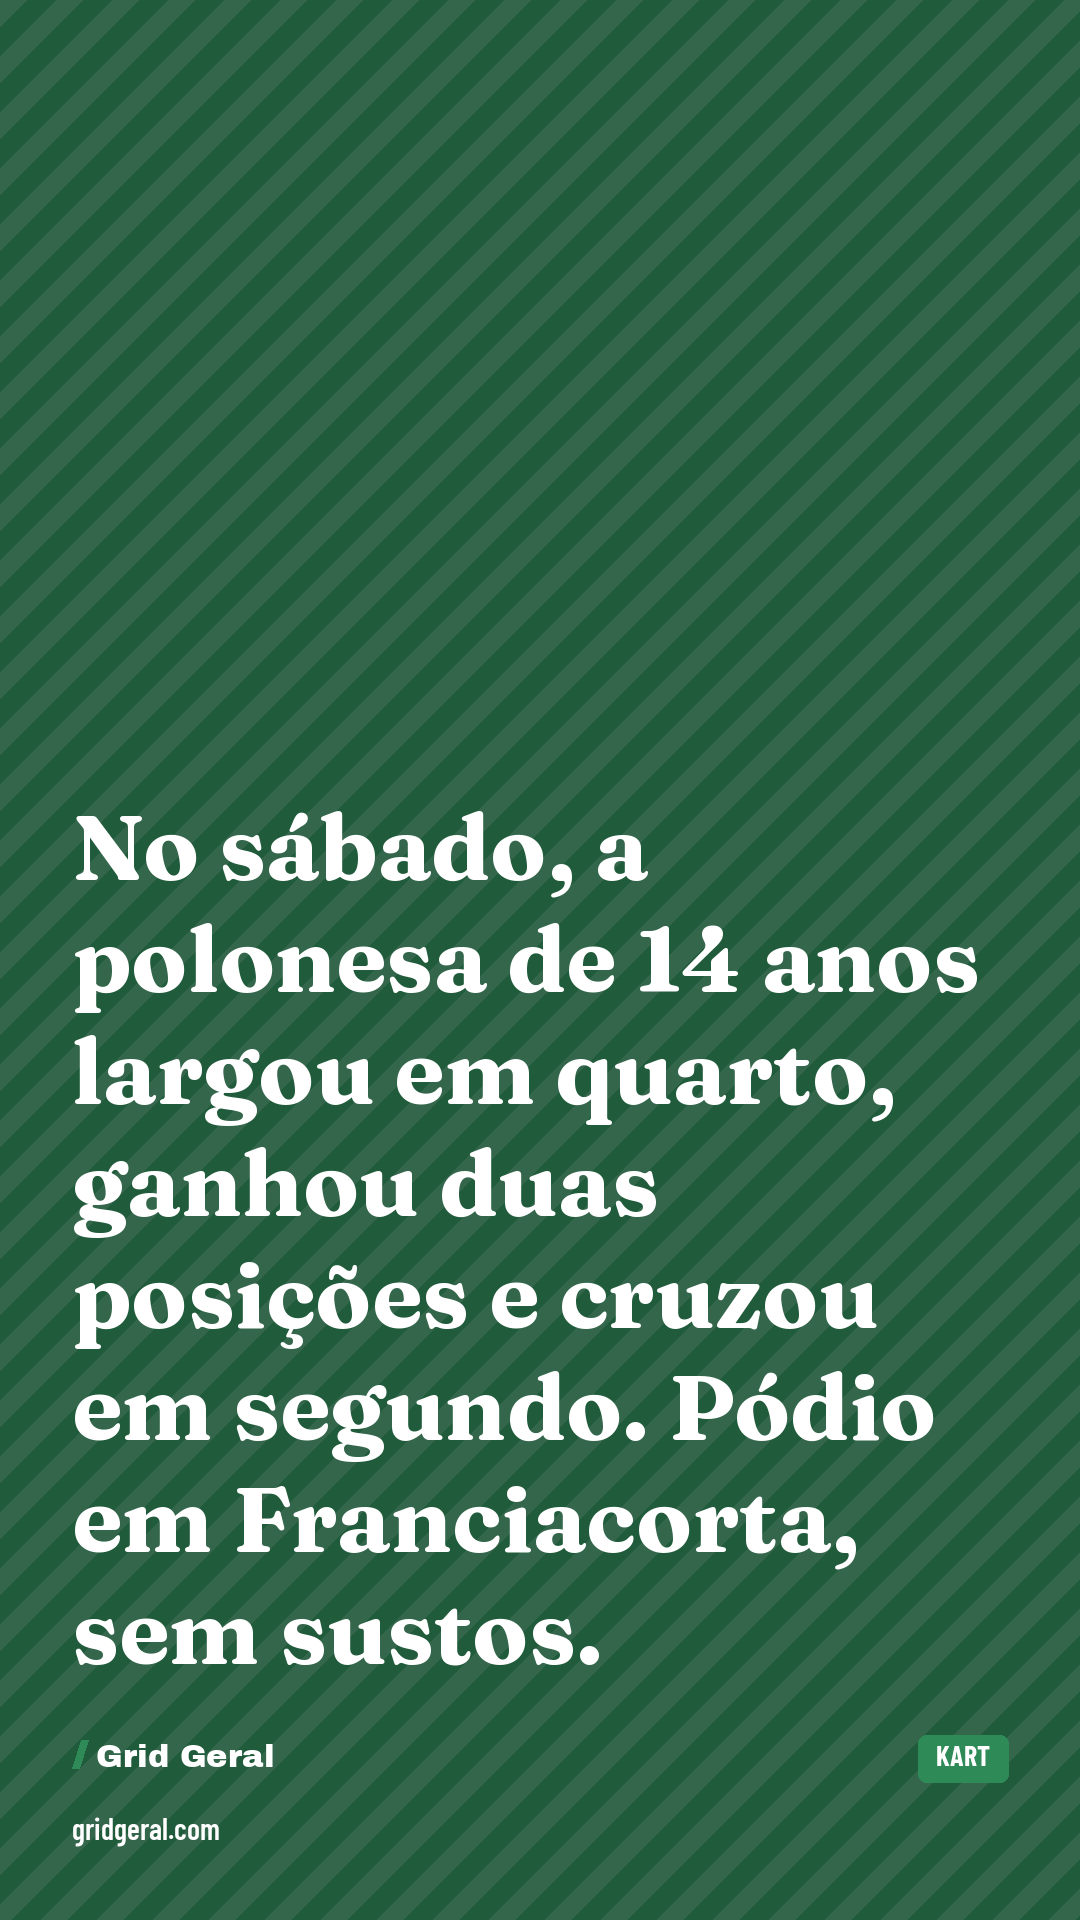 No sábado, a
polonesa de 14 anos
largou em quarto,
ganhou duas
posições e cruzou
em segundo. Pódio
em Franciacorta,
sem sustos.
/ Grid Geral
KART
gridgeral.com